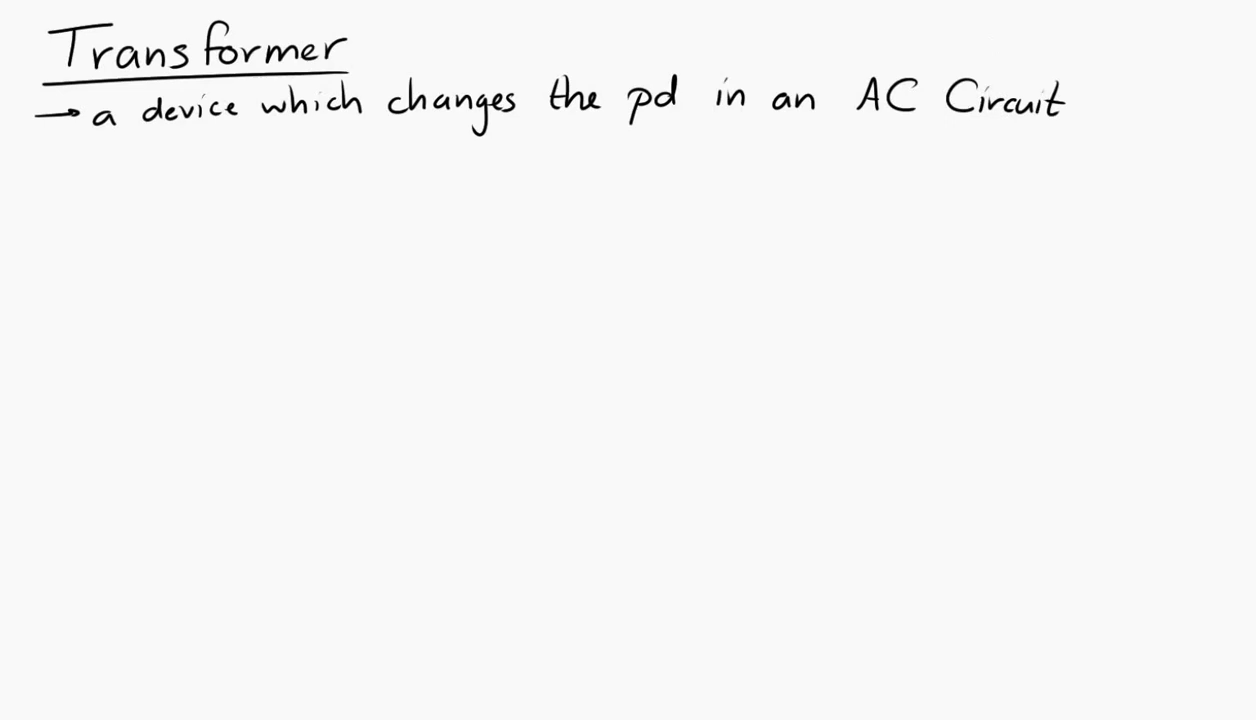 Transformer
→ a device which changes the pd in an AC Circuit